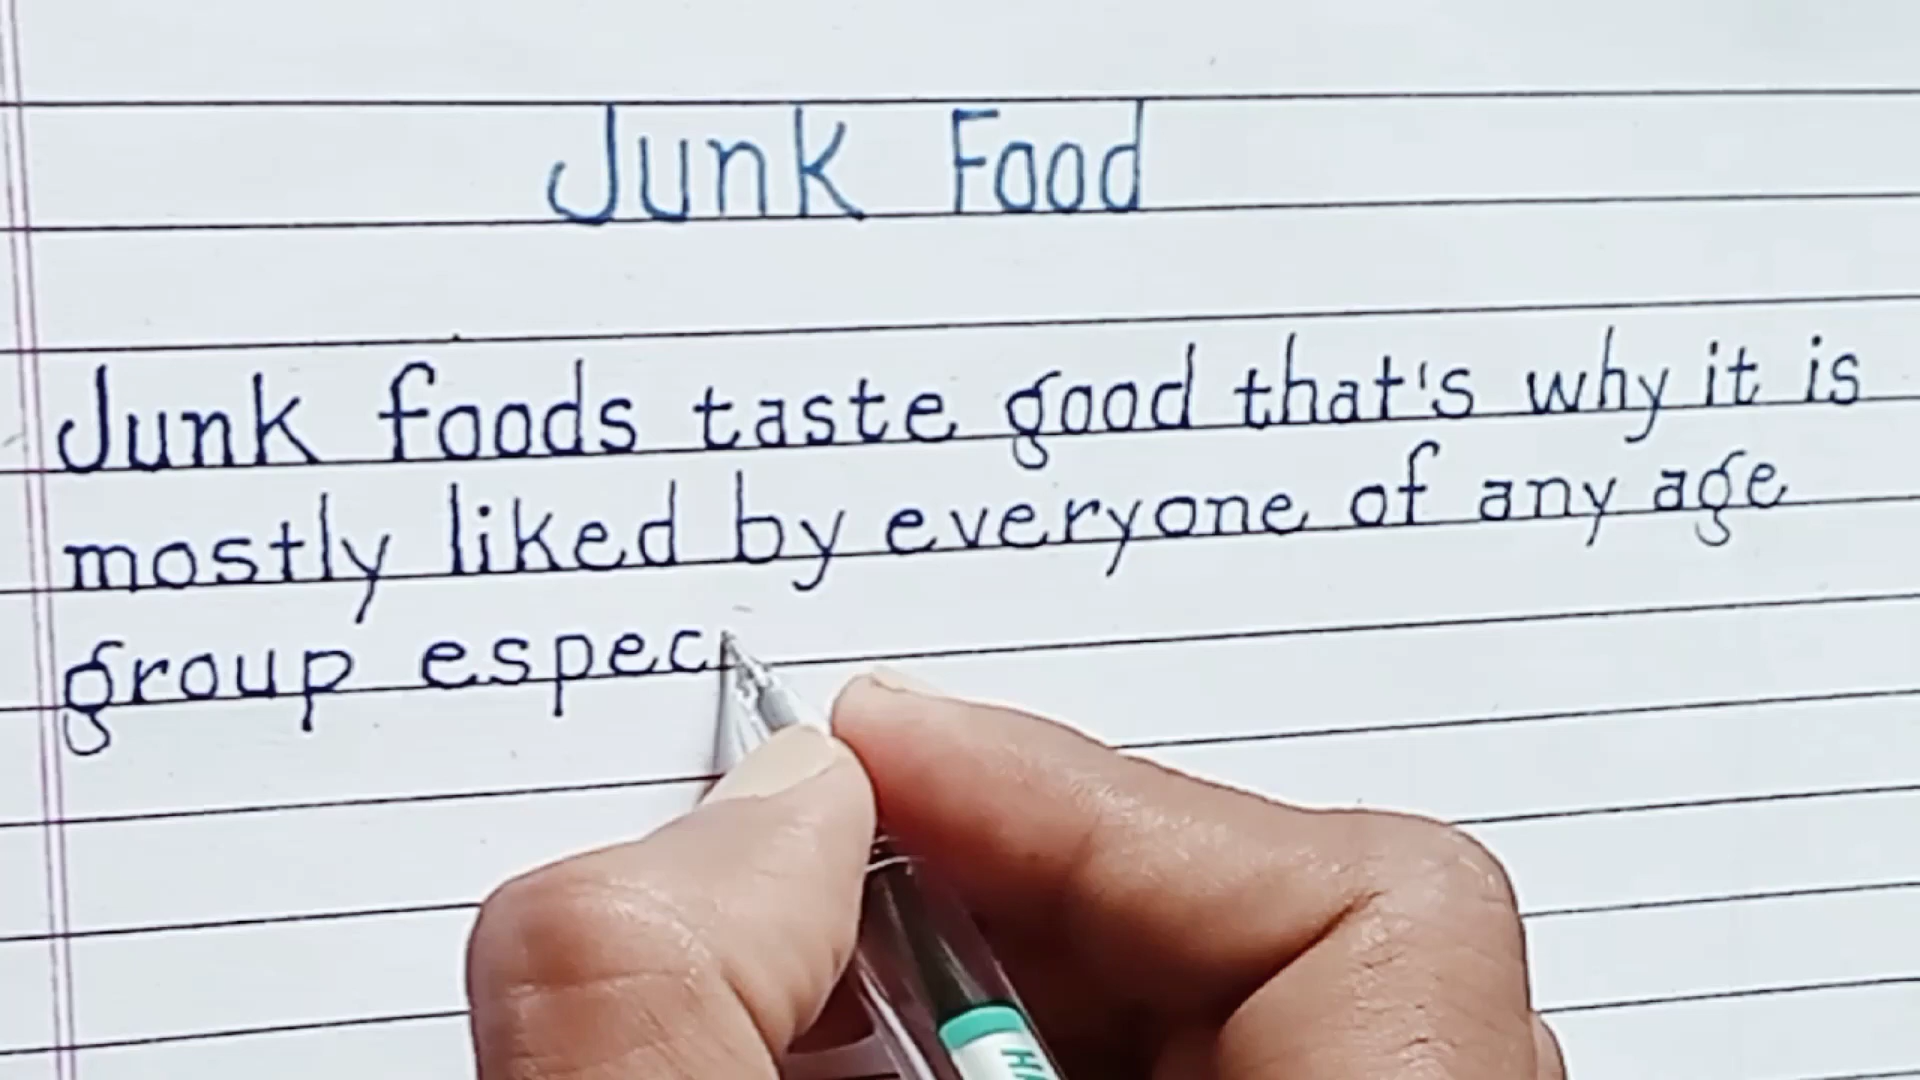 Junk Food
Junk foods taste good that's why it is
mostly liked by everyone of any age
group espec